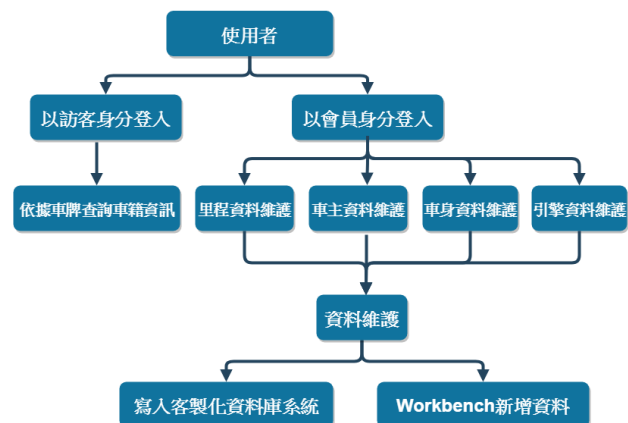 使用者
以訪客身分登入
以會員身分登入
依據車牌查詢車籍資訊
里程資料維護
車主資料維護
車身資料維護
引擎資料維護
資料維護
寫入客製化資料庫系統
Workbench新增資料